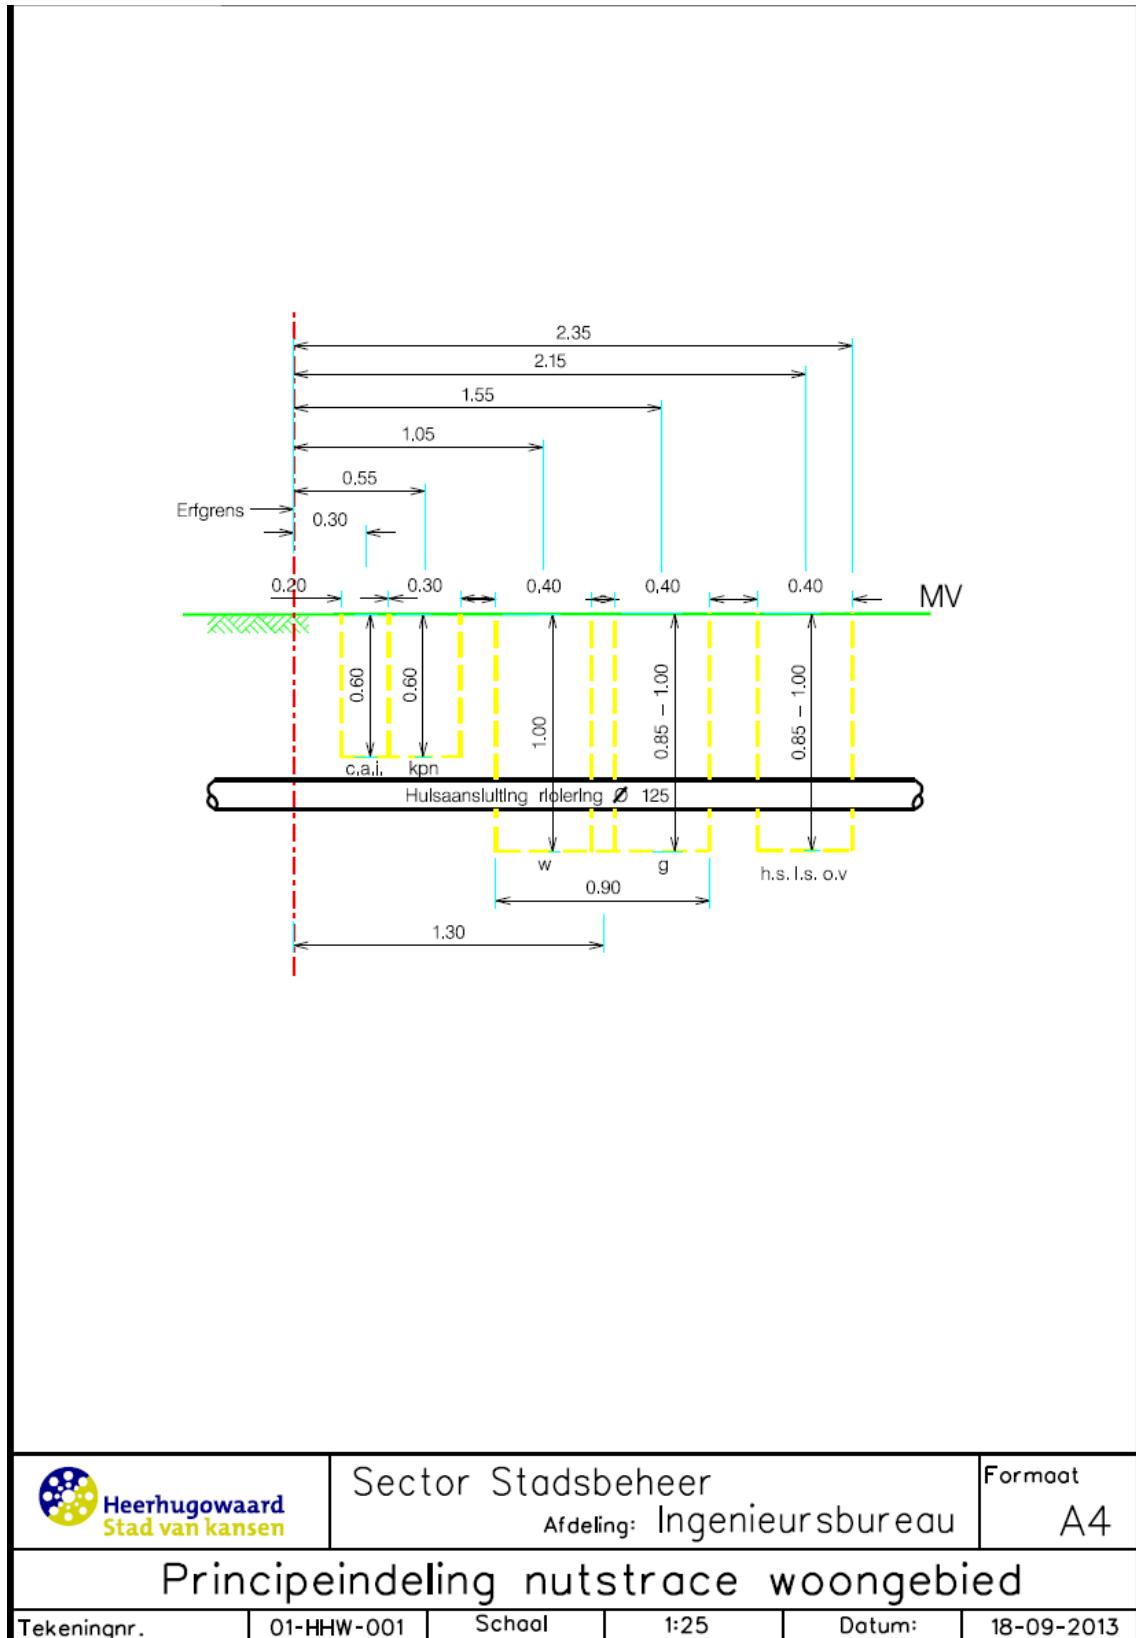 2.35
2.15
1.55
1.05
0.55
Erfgrens
0.30
0.20 0.30 0.40 0.40 0.40 MV
0.60 0.60 1.00 0.85 – 1.00 0.85 – 1.00
c.a.i. kpn
Huisaansluiting riolering Ø 125
w g h.s. l.s. o.v
0.90
1.30
Heerhugowaard
Stad van kansen
Sector Stadsbeheer
Afdeling: Ingenieursbureau
Formaat
A4
Principeindeling nutstrace woongebied
Tekeningnr. 01-HHW-001 Schaal 1:25 Datum: 18-09-2013